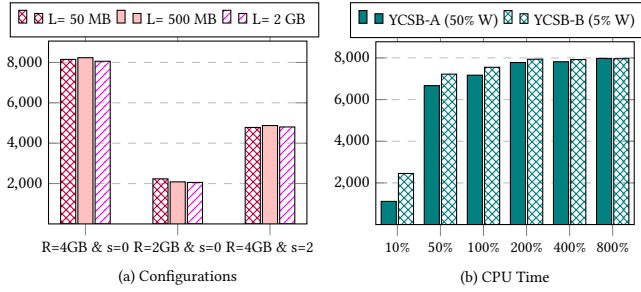 L= 50 MB L= 500 MB L= 2 GB
8,000
6,000
4,000
2,000
R=4GB & s=0 R=2GB & s=0 R=4GB & s=2
(a) Configurations
YCSB-A (50% W) YCSB-B (5% W)
8,000
6,000
4,000
2,000
10% 50% 100% 200% 400% 800%
(b) CPU Time